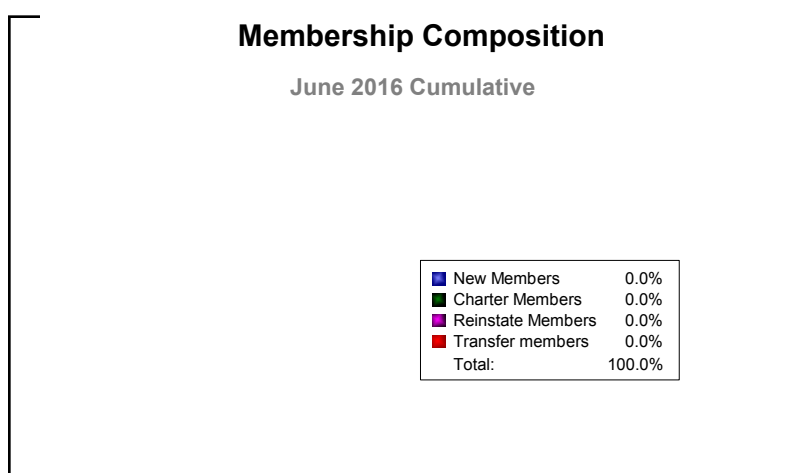 Membership Composition
June 2016 Cumulative
New Members 0.0%
Charter Members 0.0%
Reinstate Members 0.0%
Transfer members 0.0%
Total: 100.0%